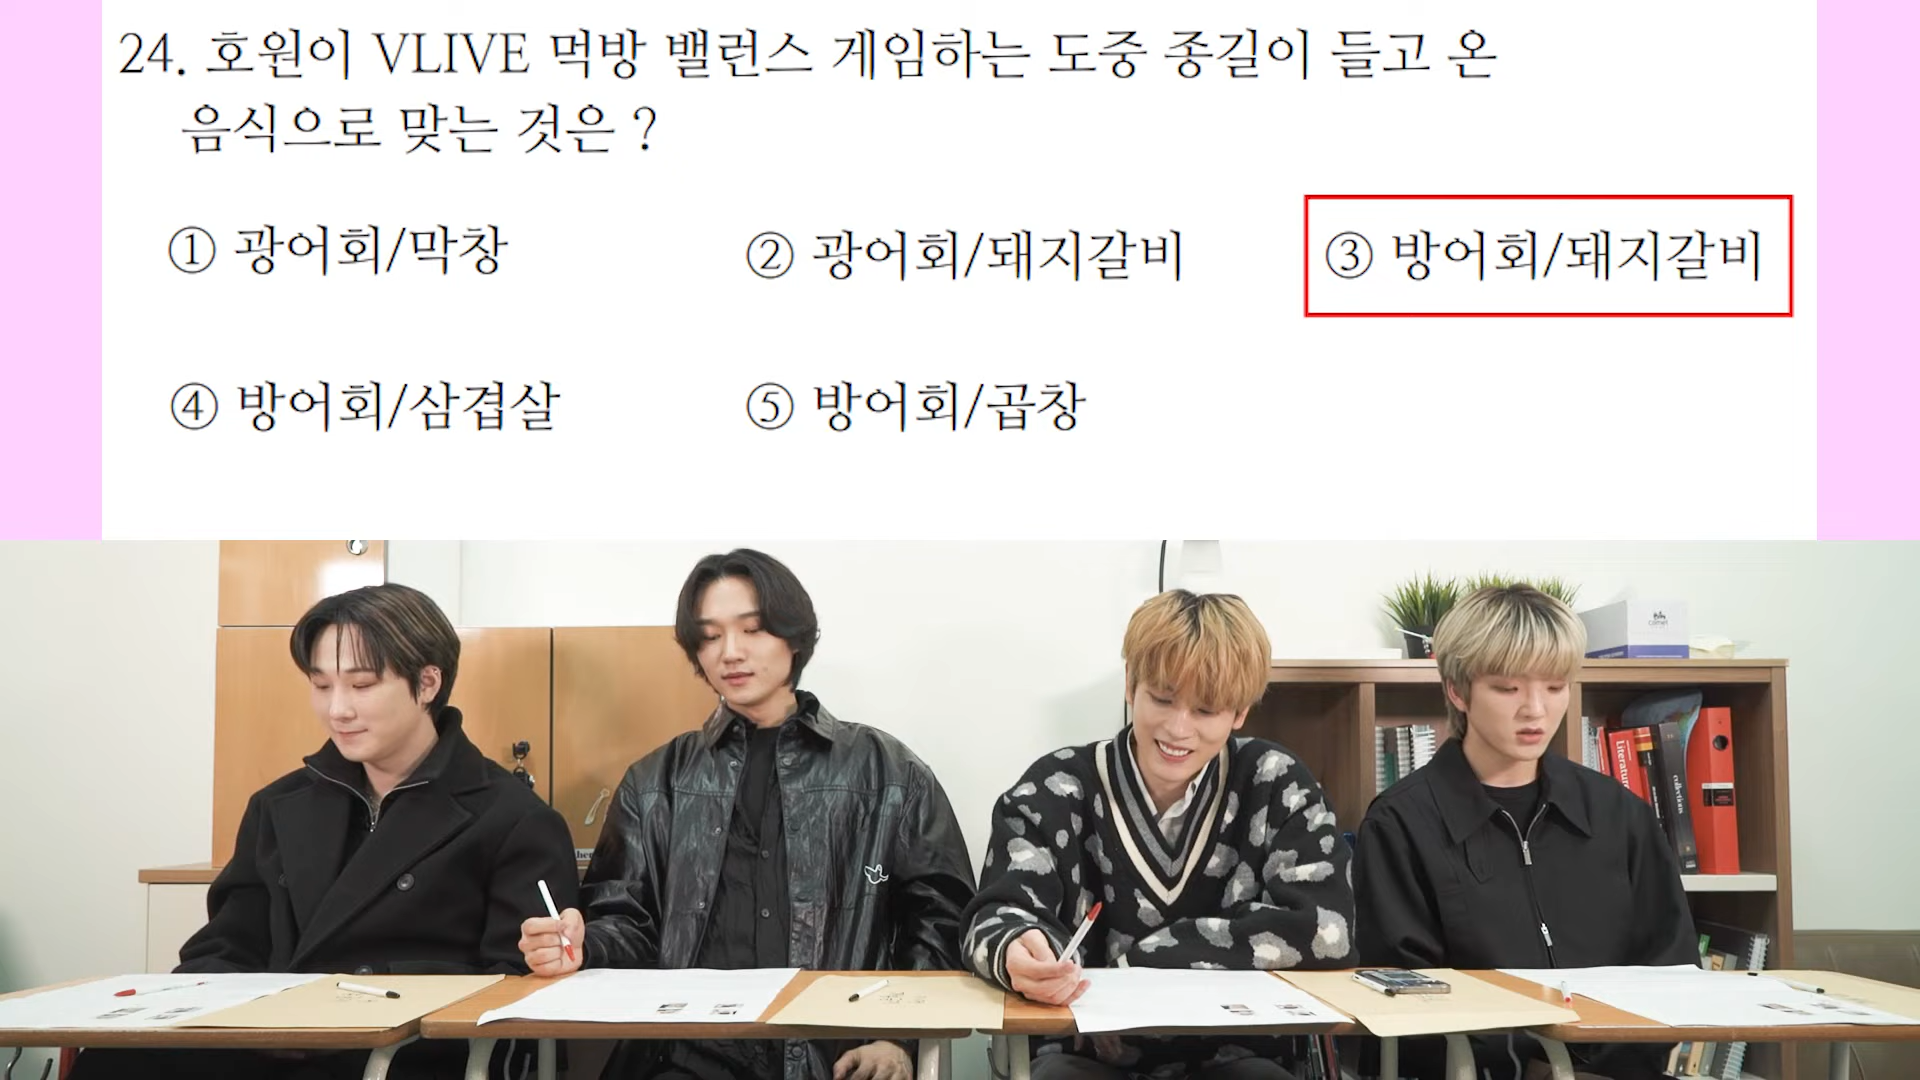 24. 호원이 VLIVE 먹방 밸런스 게임하는 도중 종길이 들고 온
음식으로 맞는 것은 ?
① 광어회/막창
② 광어회/돼지갈비
③ 방어회/돼지갈비
④ 방어회/삼겹살
⑤ 방어회/곱창
Literature
collections